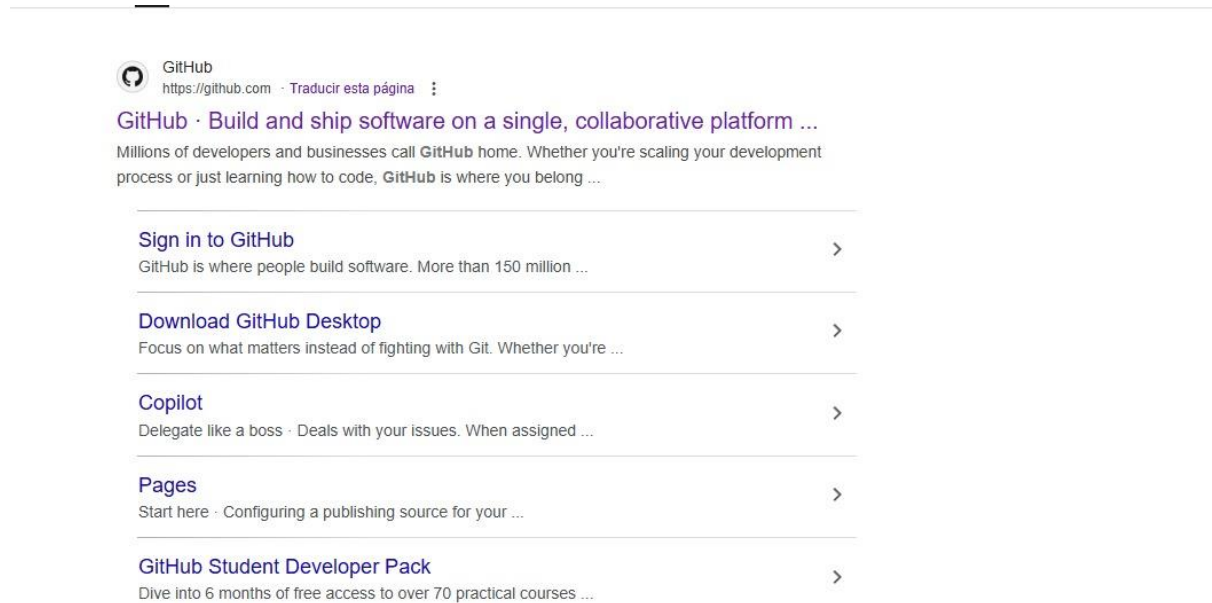 GitHub
https://github.com · Traducir esta página
GitHub · Build and ship software on a single, collaborative platform ...
Millions of developers and businesses call GitHub home. Whether you're scaling your development
process or just learning how to code, GitHub is where you belong ...
Sign in to GitHub
GitHub is where people build software. More than 150 million ...
Download GitHub Desktop
Focus on what matters instead of fighting with Git. Whether you're ...
Copilot
Delegate like a boss · Deals with your issues. When assigned ...
Pages
Start here · Configuring a publishing source for your ...
GitHub Student Developer Pack
Dive into 6 months of free access to over 70 practical courses ...